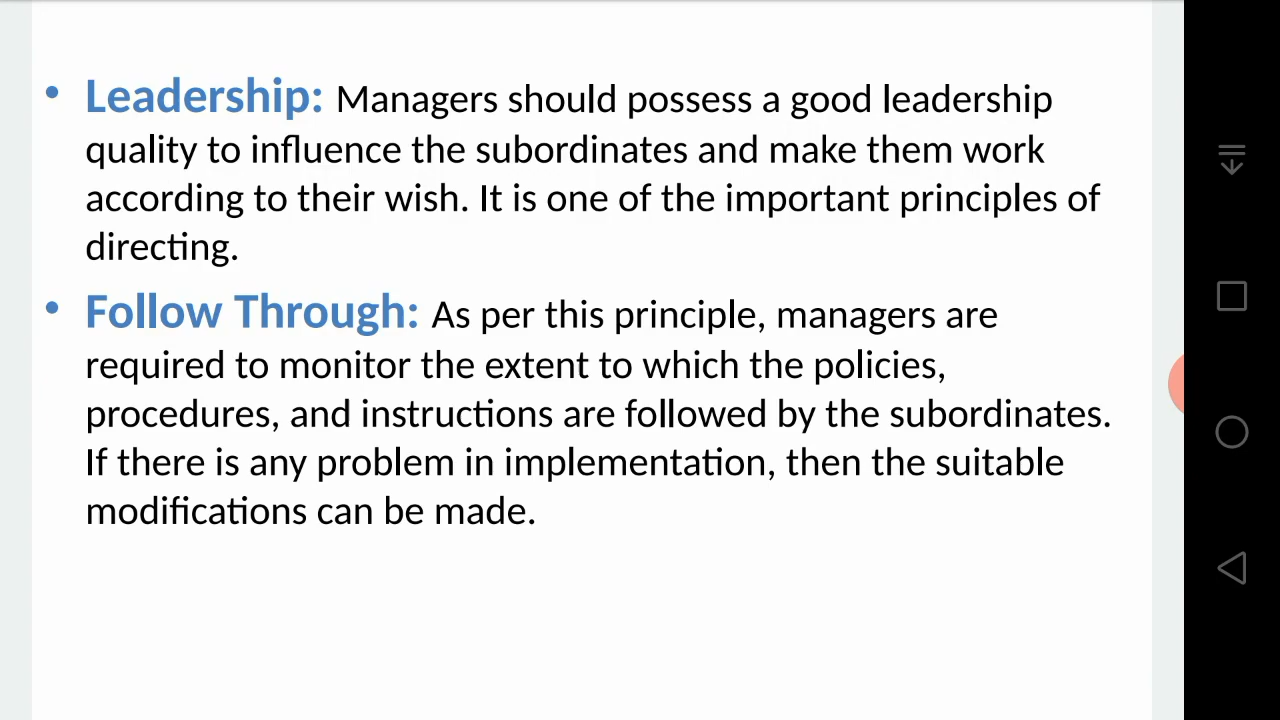 • Leadership: Managers should possess a good leadership
quality to influence the subordinates and make them work
according to their wish. It is one of the important principles of
directing.
• Follow Through: As per this principle, managers are
required to monitor the extent to which the policies,
procedures, and instructions are followed by the subordinates.
If there is any problem in implementation, then the suitable
modifications can be made.